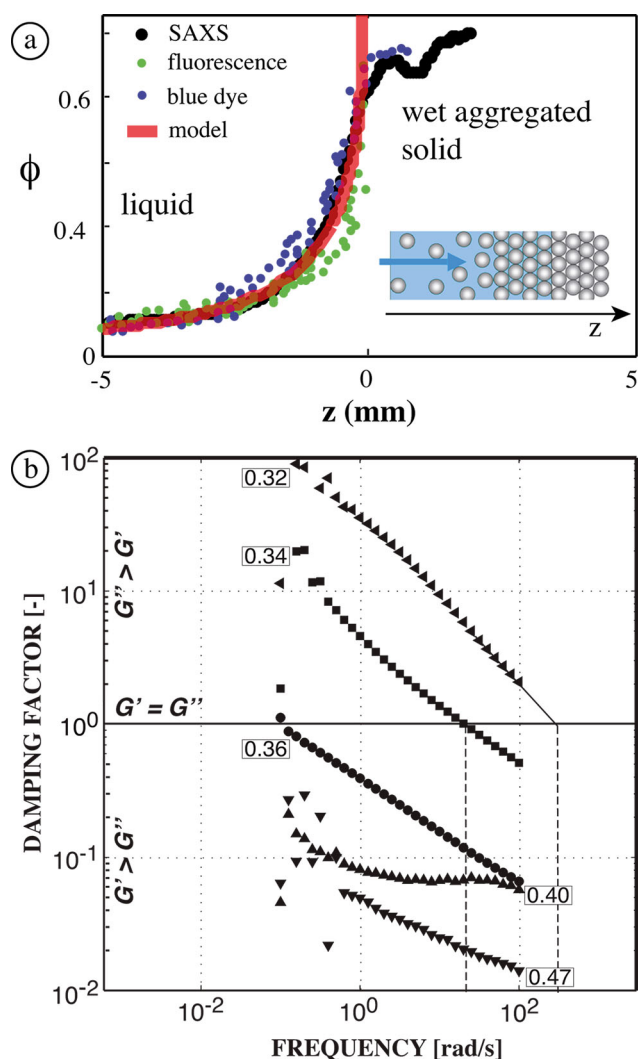 a
SAXS
fluorescence
blue dye
model
wet aggregated
solid
liquid
ϕ
0.6
0.4
0
-5
0
5
z (mm)
z
b
10²
10¹
10⁰
10⁻¹
10⁻²
DAMPING FACTOR [-]
G'' > G'
G' = G''
G' > G''
0.32
0.34
0.36
0.40
0.47
10⁻²
10⁰
10²
FREQUENCY [rad/s]